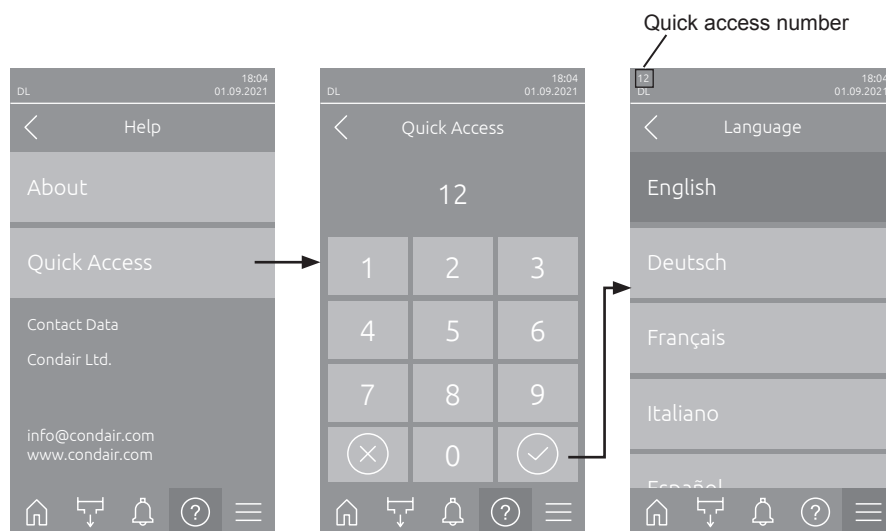 Quick access number
18:04
DL 01.09.2021
Help
About
Quick Access
Contact Data
Condair Ltd.
info@condair.com
www.condair.com
?
18:04
DL 01.09.2021
Quick Access
12
1 2 3
4 5 6
7 8 9
0
?
12 18:04
DL 01.09.2021
Language
English
Deutsch
Français
Italiano
Español
?